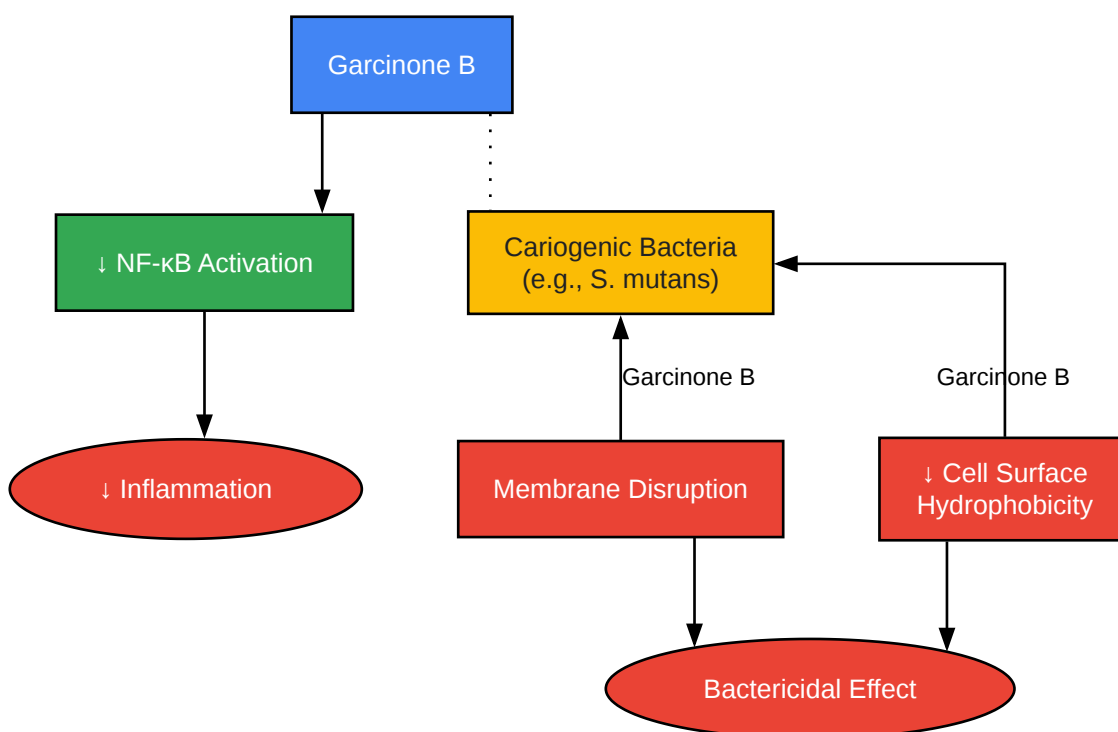 Garcinone B
↓ NF-κB Activation
Cariogenic Bacteria
(e.g., S. mutans)
Garcinone B
Garcinone B
↓ Inflammation
Membrane Disruption
↓ Cell Surface
Hydrophobicity
Bactericidal Effect